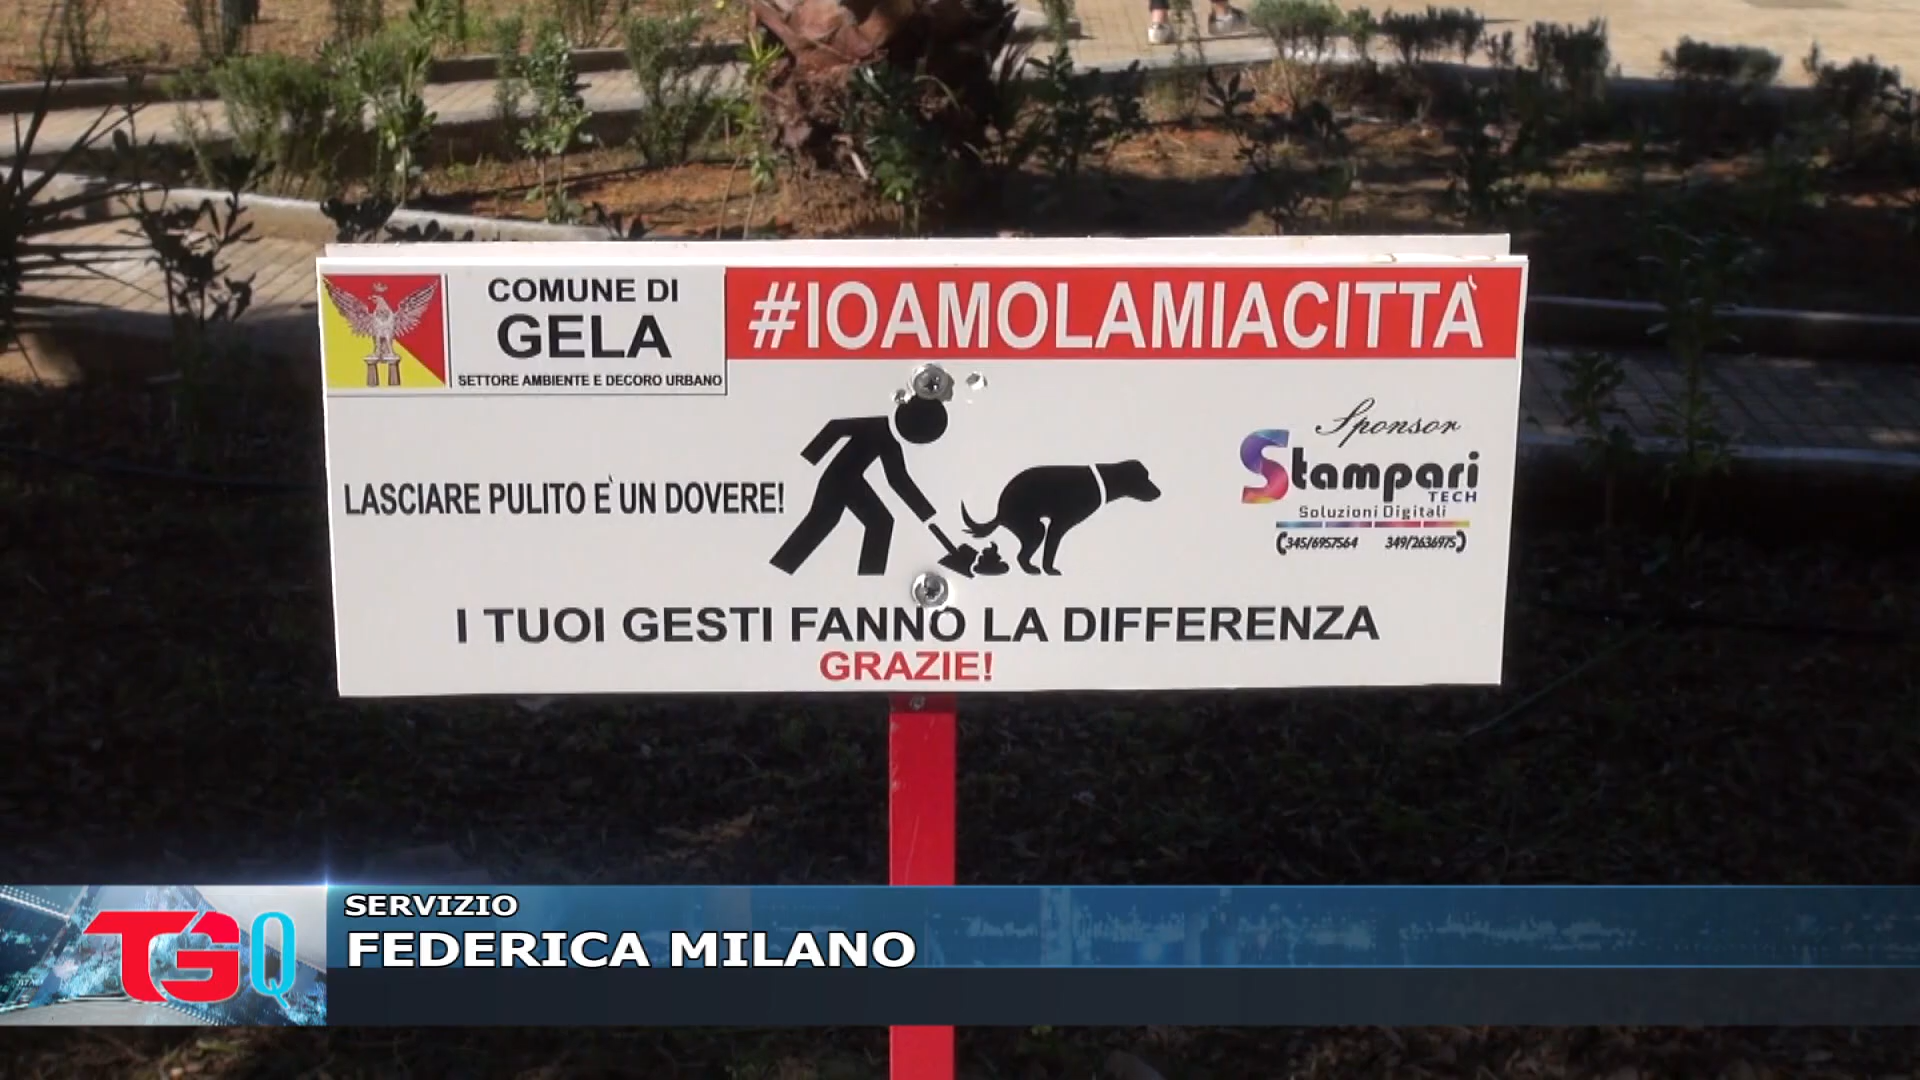 COMUNE DI
GELA
SETTORE AMBIENTE E DECORO URBANO
#IOAMOLAMIACITTÀ
LASCIARE PULITO E' UN DOVERE!
Sponsor
Stampari
TECH
Soluzioni Digitali
345/6957564 349/2636975
I TUOI GESTI FANNO LA DIFFERENZA
GRAZIE!
TGQ
SERVIZIO
FEDERICA MILANO